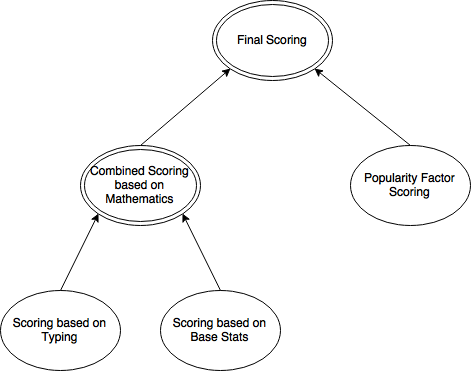 Final Scoring
Combined Scoring
based on
Mathematics
Popularity Factor
Scoring
Scoring based on
Typing
Scoring based on
Base Stats